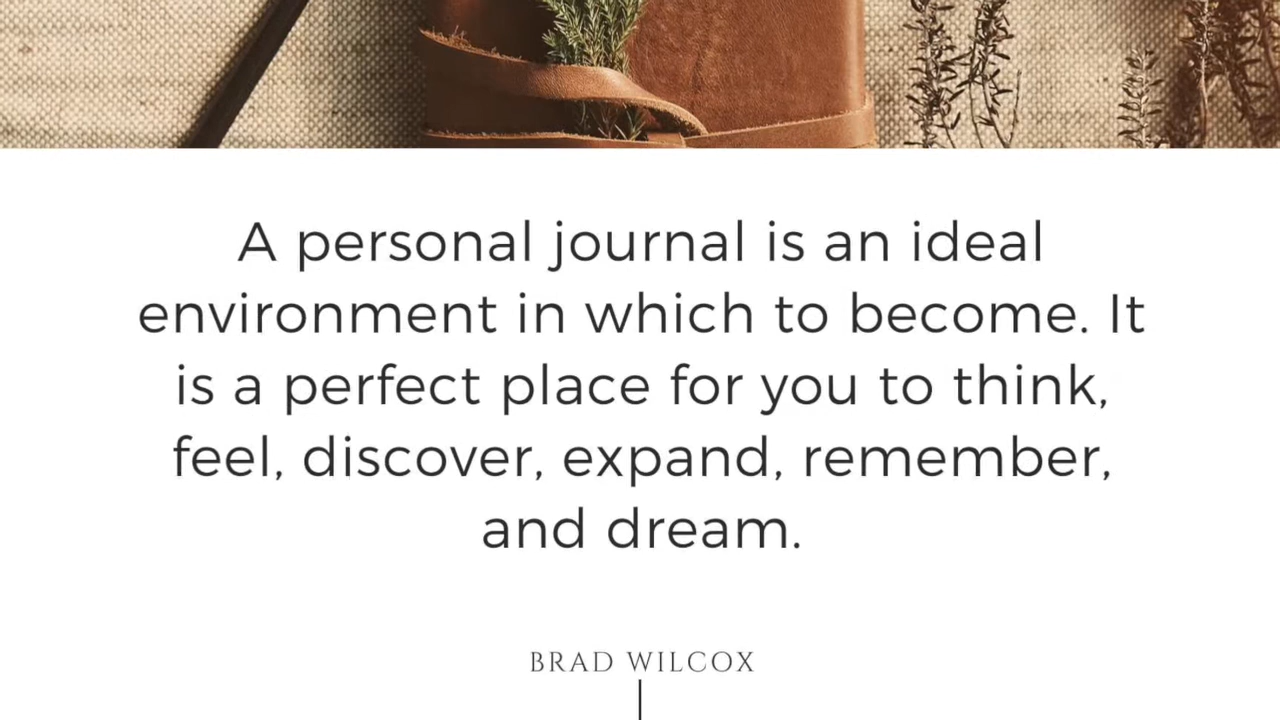 A personal journal is an ideal
environment in which to become. It
is a perfect place for you to think,
feel, discover, expand, remember,
and dream.
BRAD WILCOX